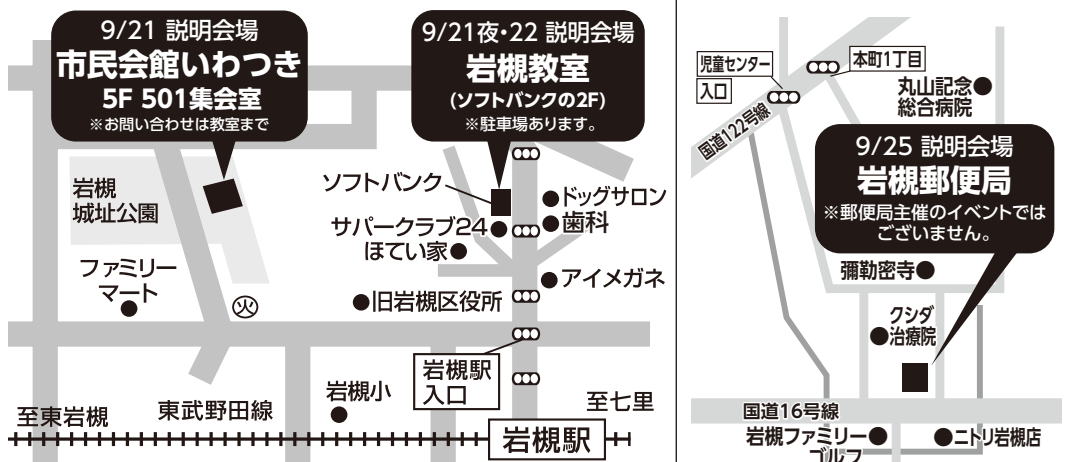 9/21 説明会場
市民会館いわつき
5F 501集会室
※お問い合わせは教室まで
9/21夜・22 説明会場
岩槻教室
(ソフトバンクの2F)
※駐車場あります。
岩槻
城址公園
ソフトバンク
ドッグサロン
歯科
サパークラブ24
ほてい家
ファミリー
マート
火
アイメガネ
旧岩槻区役所
岩槻駅
入口
岩槻小
至七里
至東岩槻
東武野田線
岩槻駅
児童センター
入口
本町1丁目
国道122号線
丸山記念
総合病院
9/25 説明会場
岩槻郵便局
※郵便局主催のイベントでは
ございません。
彌勒密寺
クシダ
治療院
国道16号線
岩槻ファミリー
ゴルフ
ニトリ岩槻店